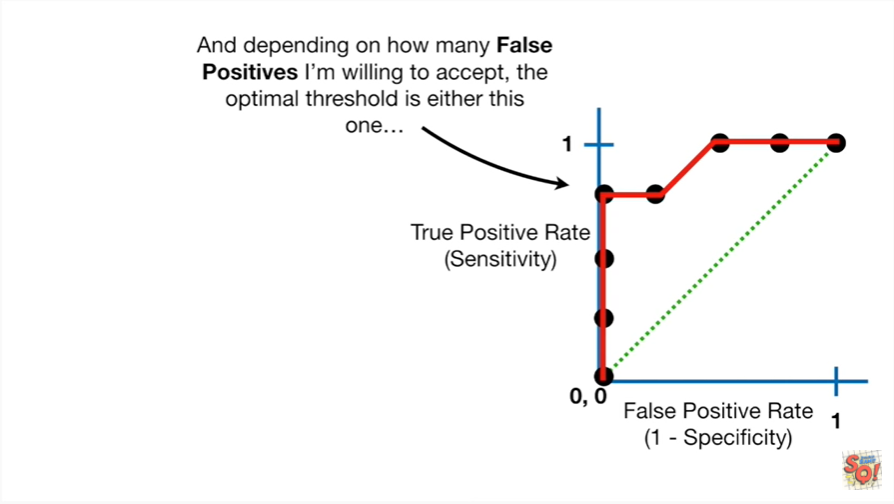 And depending on how many False
Positives I'm willing to accept, the
optimal threshold is either this
one…
1
True Positive Rate
(Sensitivity)
0, 0
False Positive Rate
(1 - Specificity)
1
SO!